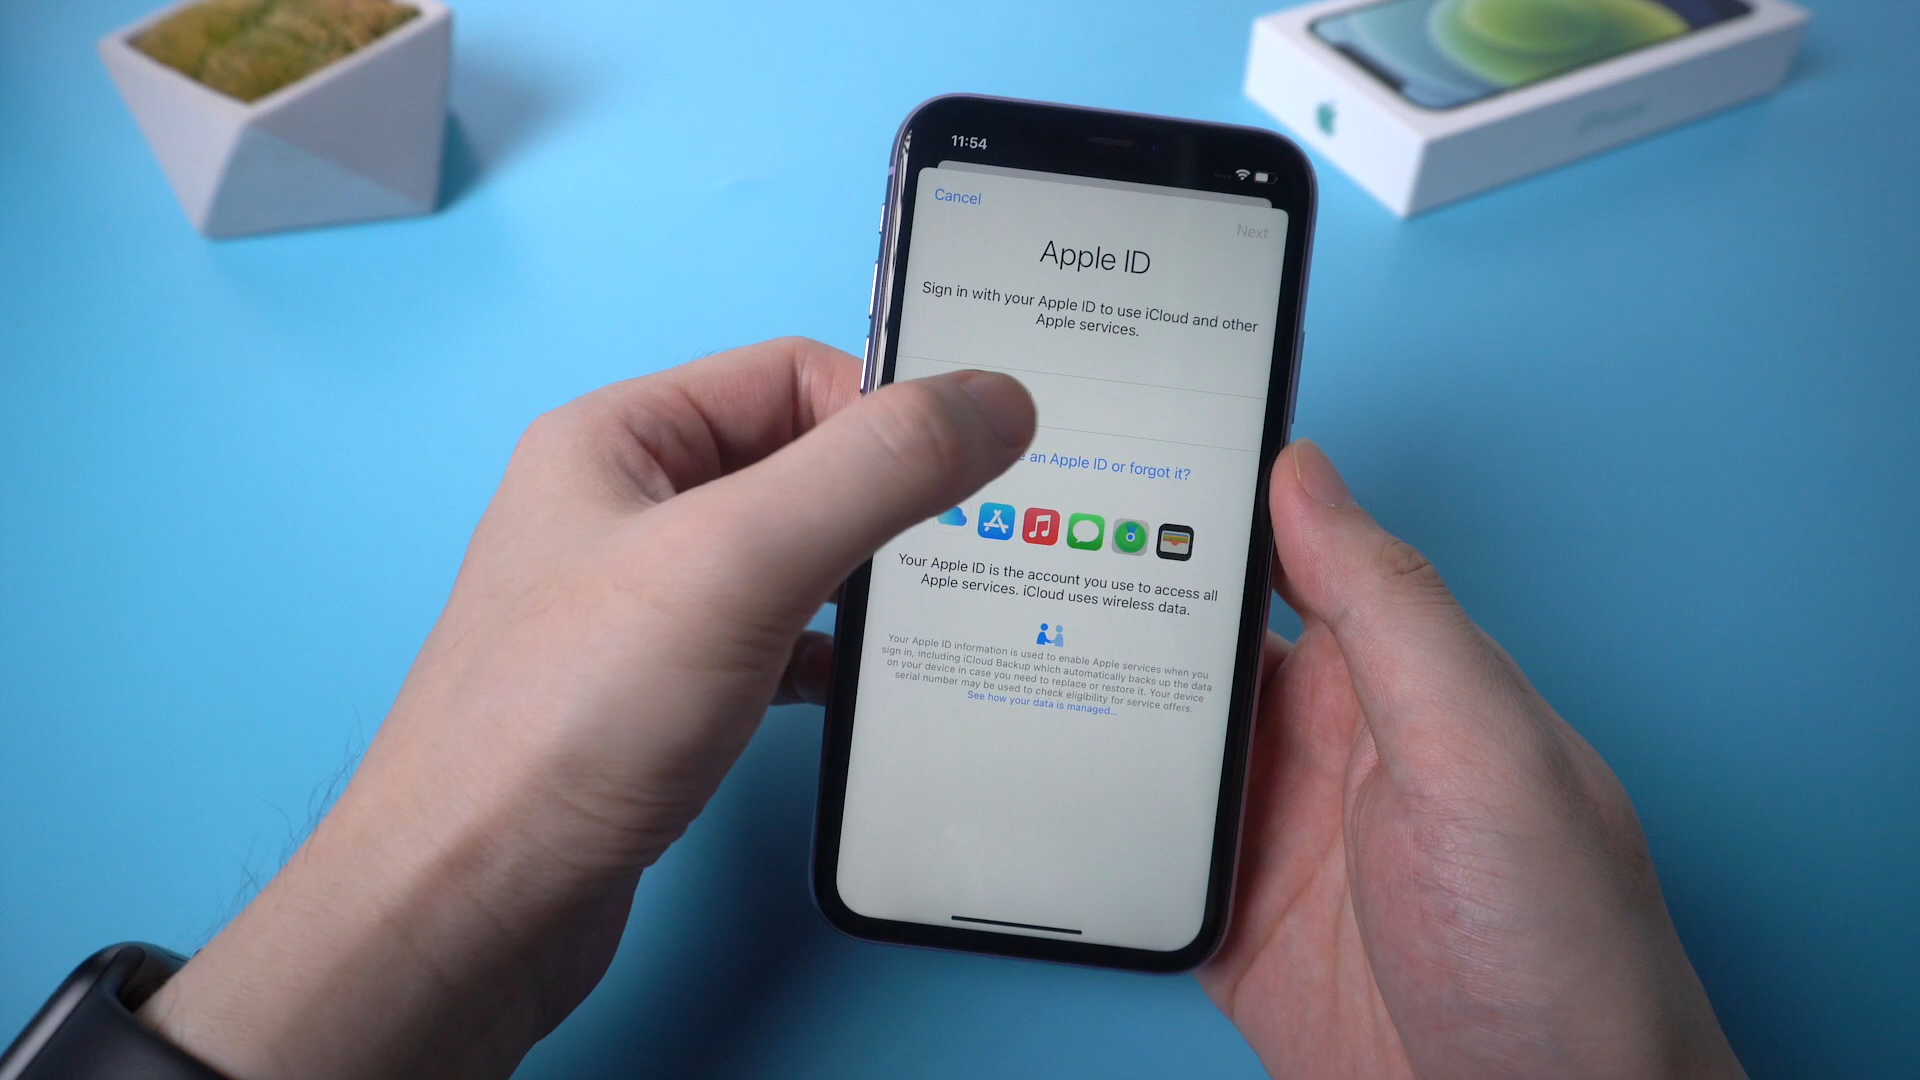 11:54
Cancel
Next
Apple ID
Sign in with your Apple ID to use iCloud and other
Apple services.
an Apple ID or forgot it?
Your Apple ID is the account you use to access all
Apple services. iCloud uses wireless data.
Your Apple ID information is used to enable Apple services when you
sign in, including iCloud Backup which automatically backs up the data
on your device in case you need to replace or restore it. Your device
serial number may be used to check eligibility for service offers.
See how your data is managed...